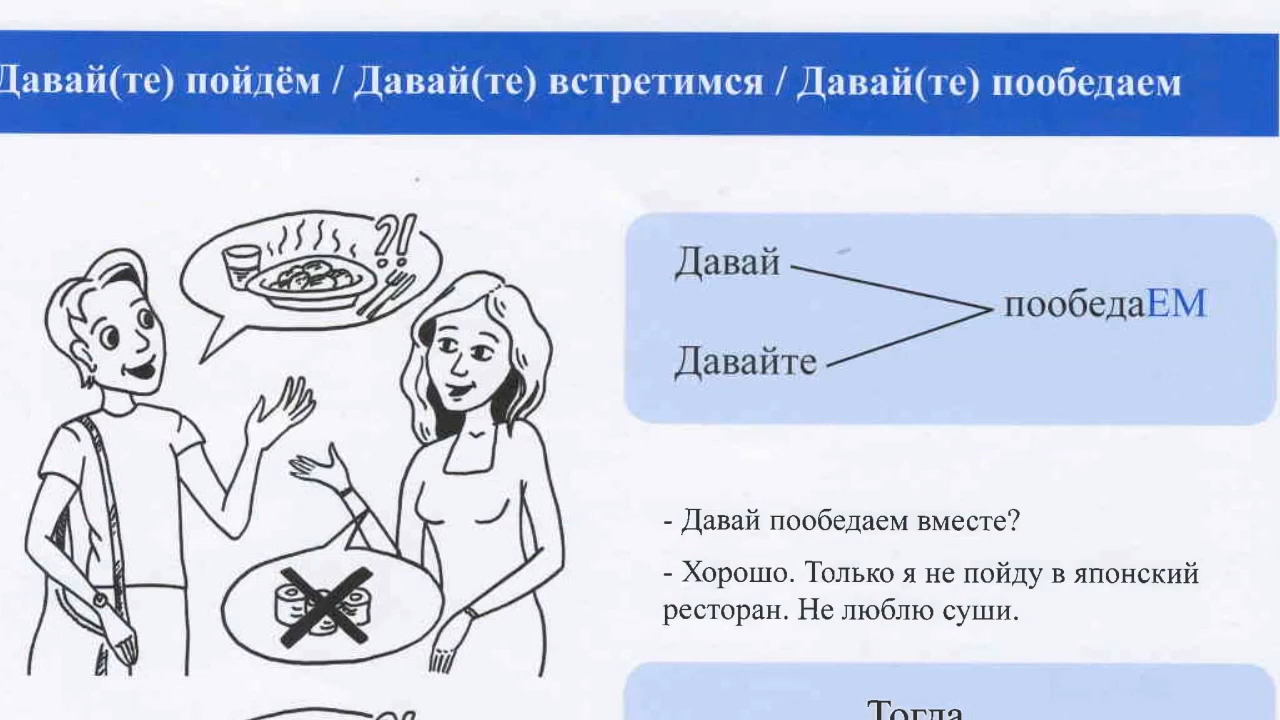 Давай(те) пойдём / Давай(те) встретимся / Давай(те) пообедаем
?!
Давай
пообедаЕМ
Давайте
- Давай пообедаем вместе?
- Хорошо. Только я не пойду в японский
ресторан. Не люблю суши.
Тогда
?!